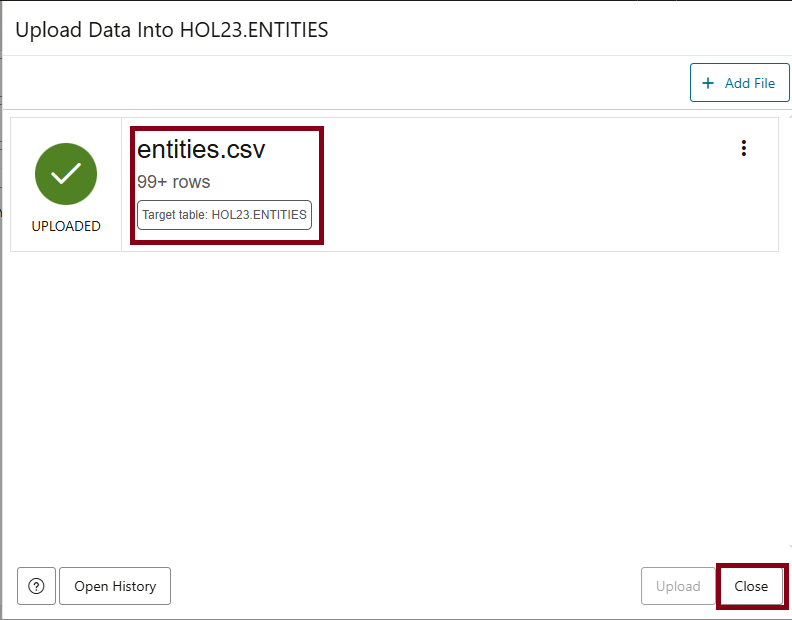 Upload Data Into HOL23.ENTITIES
+ Add File
entities.csv
99+ rows
Target table: HOL23.ENTITIES
UPLOADED
? Open History
Upload Close